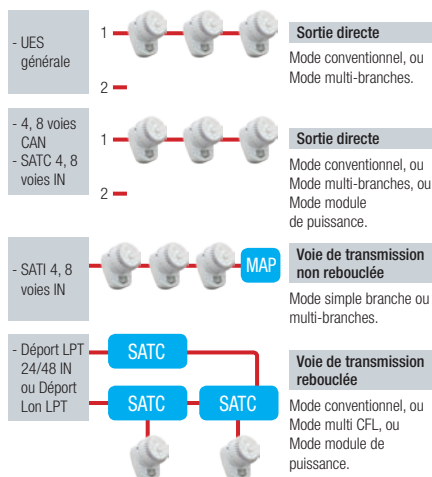 - UES
générale
1
2
Sortie directe
Mode conventionnel, ou
Mode multi-branches.
- 4, 8 voies
CAN
- SATC 4, 8
voies IN
1
2
Sortie directe
Mode conventionnel, ou
Mode multi-branches, ou
Mode module
de puissance.
- SATI 4, 8
voies IN
MAP
Voie de transmission
non rebouclée
Mode simple branche ou
multi-branches.
- Déport LPT
24/48 IN
ou Déport
Lon LPT
SATC
SATC
SATC
Voie de transmission
rebouclée
Mode conventionnel, ou
Mode multi CFL, ou
Mode module de
puissance.